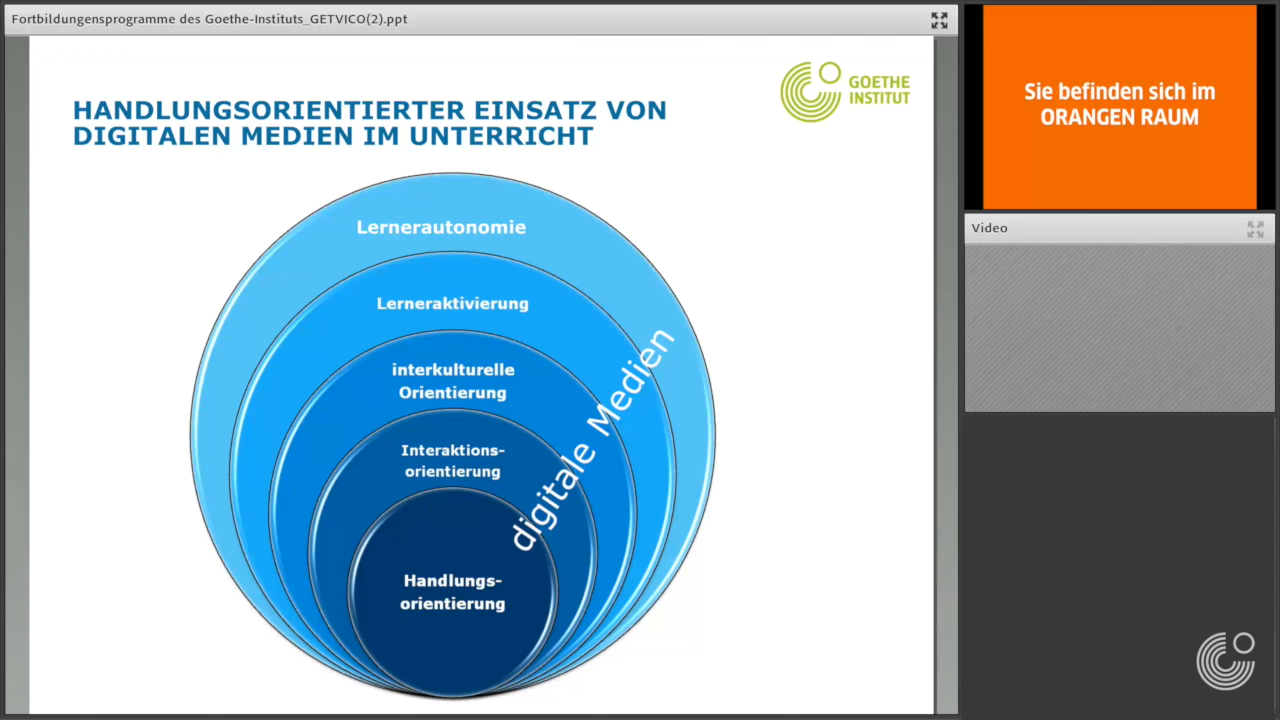 Fortbildungensprogramme des Goethe-Instituts_GETVICO(2).ppt
GOETHE
INSTITUT
HANDLUNGSORIENTIERTER EINSATZ VON
DIGITALEN MEDIEN IM UNTERRICHT
Lernerautonomie
Lerneraktivierung
interkulturelle
Orientierung
Interaktions-
orientierung
digitale Medien
Handlungs-
orientierung
Sie befinden sich im
ORANGEN RAUM
Video